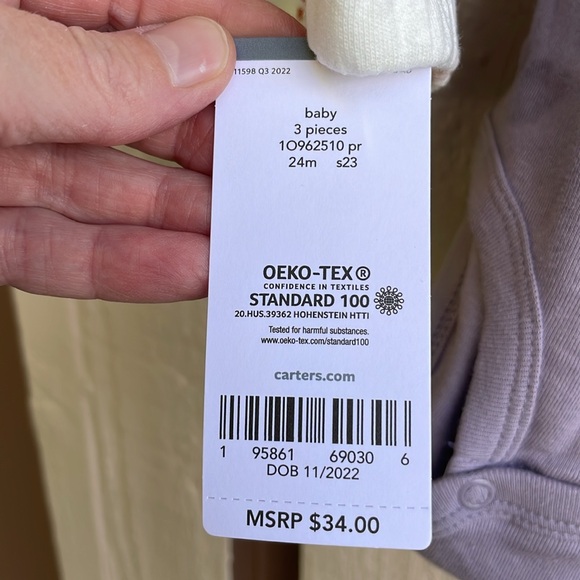 11598 Q3 2022
baby
3 pieces
1O962510 pr
24m s23
OEKO-TEX®
CONFIDENCE IN TEXTILES
STANDARD 100
20.HUS.39362 HOHENSTEIN HTTI
Tested for harmful substances.
www.oeko-tex.com/standard100
carters.com
1 95861 69030 6
DOB 11/2022
MSRP $34.00